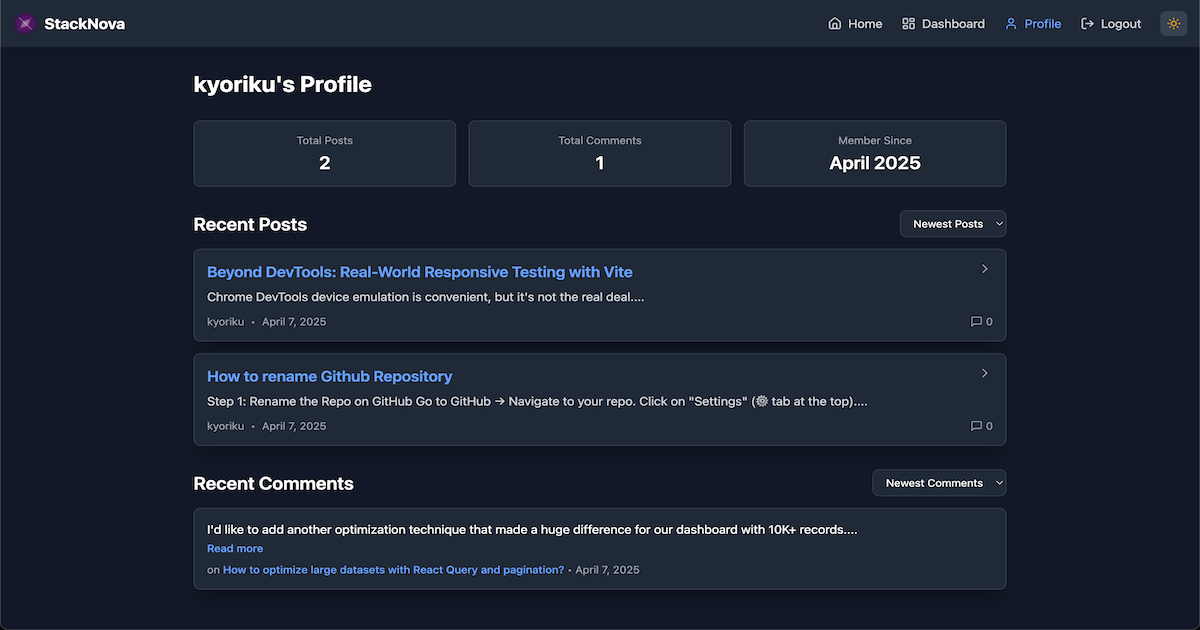 StackNova
Home
Dashboard
Profile
Logout
kyoriku's Profile
Total Posts
2
Total Comments
1
Member Since
April 2025
Recent Posts
Newest Posts
Beyond DevTools: Real-World Responsive Testing with Vite
Chrome DevTools device emulation is convenient, but it's not the real deal....
kyoriku • April 7, 2025
0
How to rename Github Repository
Step 1: Rename the Repo on GitHub Go to GitHub → Navigate to your repo. Click on "Settings" (⚙️ tab at the top)....
kyoriku • April 7, 2025
0
Recent Comments
Newest Comments
I'd like to add another optimization technique that made a huge difference for our dashboard with 10K+ records....
Read more
on How to optimize large datasets with React Query and pagination? • April 7, 2025